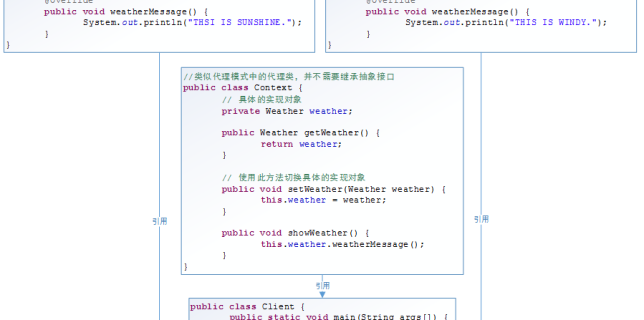 @Override
public void weatherMessage() {
System.out.println("THSI IS SUNSHINE.");
}
}
@Override
public void weatherMessage() {
System.out.println("THIS IS WINDY.");
}
}
//类似代理模式中的代理类，并不需要继承抽象接口
public class Context {
// 具体的实现对象
private Weather weather;
public Weather getWeather() {
return weather;
}
// 使用此方法切换具体的实现对象
public void setWeather(Weather weather) {
this.weather = weather;
}
public void showWeather() {
this.weather.weatherMessage();
}
}
引用
引用
引用
public class Client {
public static void main(String args[]) {